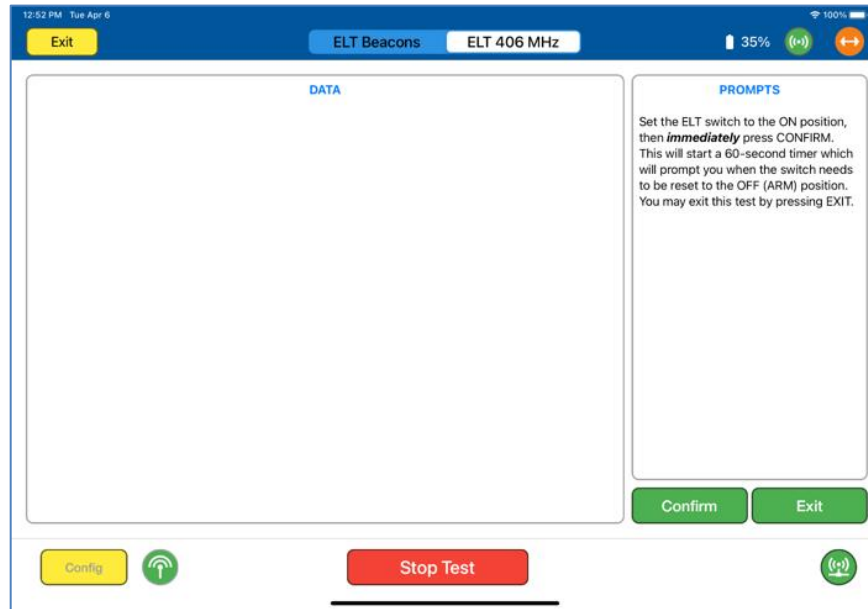 12:52 PM Tue Apr 6
100%
Exit
ELT Beacons
ELT 406 MHz
35%
DATA
PROMPTS
Set the ELT switch to the ON position,
then immediately press CONFIRM.
This will start a 60-second timer which
will prompt you when the switch needs
to be reset to the OFF (ARM) position.
You may exit this test by pressing EXIT.
Confirm
Exit
Config
Stop Test